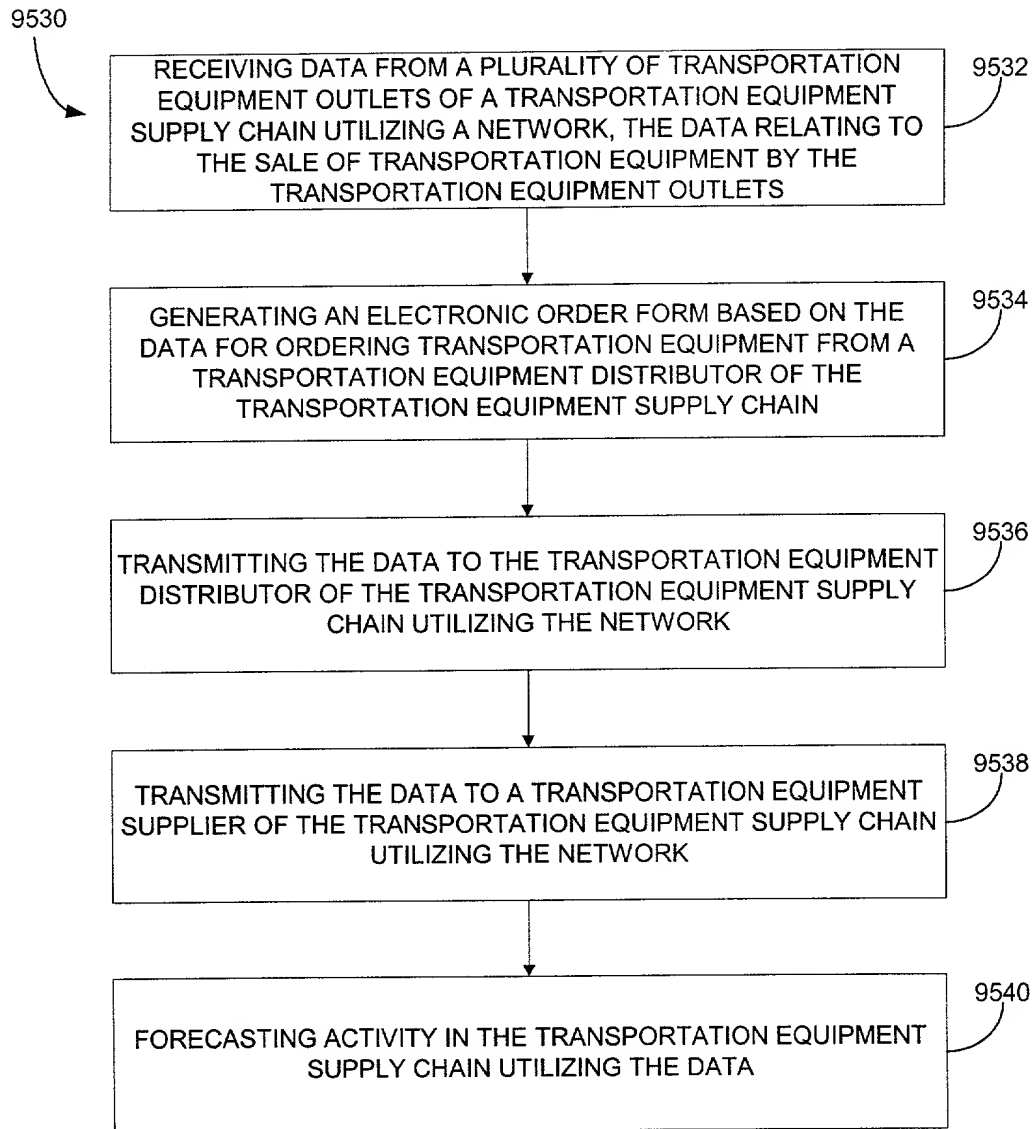 9530
RECEIVING DATA FROM A PLURALITY OF TRANSPORTATION
EQUIPMENT OUTLETS OF A TRANSPORTATION EQUIPMENT
SUPPLY CHAIN UTILIZING A NETWORK, THE DATA RELATING TO
THE SALE OF TRANSPORTATION EQUIPMENT BY THE
TRANSPORTATION EQUIPMENT OUTLETS
9532
GENERATING AN ELECTRONIC ORDER FORM BASED ON THE
DATA FOR ORDERING TRANSPORTATION EQUIPMENT FROM A
TRANSPORTATION EQUIPMENT DISTRIBUTOR OF THE
TRANSPORTATION EQUIPMENT SUPPLY CHAIN
9534
TRANSMITTING THE DATA TO THE TRANSPORTATION EQUIPMENT
DISTRIBUTOR OF THE TRANSPORTATION EQUIPMENT SUPPLY
CHAIN UTILIZING THE NETWORK
9536
TRANSMITTING THE DATA TO A TRANSPORTATION EQUIPMENT
SUPPLIER OF THE TRANSPORTATION EQUIPMENT SUPPLY CHAIN
UTILIZING THE NETWORK
9538
FORECASTING ACTIVITY IN THE TRANSPORTATION EQUIPMENT
SUPPLY CHAIN UTILIZING THE DATA
9540